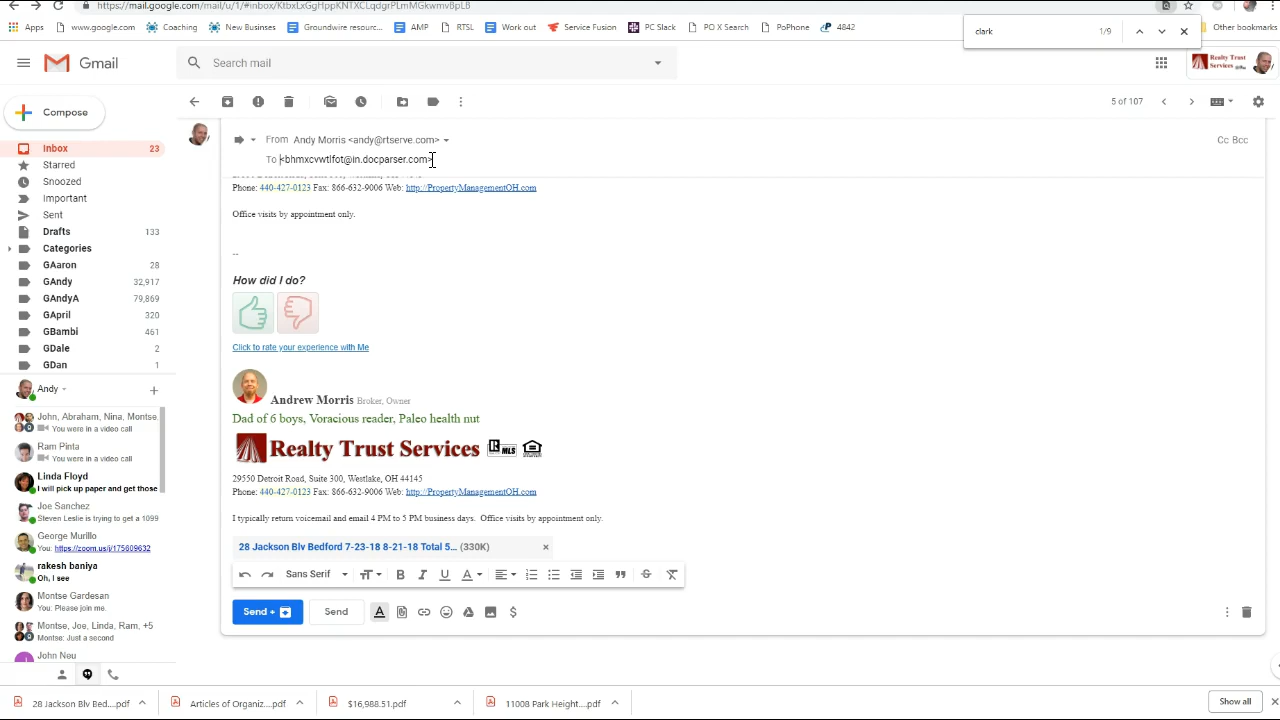 https://mail.google.com/mail/u/1/#inbox/KtbxLxGgHppKNTXCLqdgrPLmMGkwmvBpLB
Apps www.google.com Coaching New Businses Groundwire resourc... AMP RTSL Work out Service Fusion PC Slack PO X Search PoPhone 4842 Other bookmarks
clark 1/9
Gmail Search mail Realty Trust Services
Compose
5 of 107
Inbox 23
Starred
Snoozed
Important
Sent
Drafts 133
Categories
GAaron 28
GAndy 32,917
GAndyA 79,869
GApril 320
GBambi 461
GDale 2
GDan 1
Andy
John, Abraham, Nina, Montse,
You were in a video call
Ram Pinta
You were in a video call
Linda Floyd
I will pick up paper and get those
Joe Sanchez
Steven Leslie is trying to get a 1099
George Murillo
You: https://zoom.us/j/175609632
rakesh baniya
Oh, I see
Montse Gardesan
You: Please join me.
Montse, Joe, Linda, Ram, +5
Montse: Just a second
John Neu
From Andy Morris <andy@rtserve.com> Cc Bcc
To <bhmxcvwtlfot@in.docparser.com>
Phone: 440-427-0123 Fax: 866-632-9006 Web: http://PropertyManagementOH.com
Office visits by appointment only.
--
How did I do?
Click to rate your experience with Me
Andrew Morris Broker, Owner
Dad of 6 boys, Voracious reader, Paleo health nut
Realty Trust Services R MLS
29550 Detroit Road, Suite 300, Westlake, OH 44145
Phone: 440-427-0123 Fax: 866-632-9006 Web: http://PropertyManagementOH.com
I typically return voicemail and email 4 PM to 5 PM business days. Office visits by appointment only.
28 Jackson Blv Bedford 7-23-18 8-21-18 Total 5... (330K)
Sans Serif B I U A
Send + Send A $
28 Jackson Blv Bed....pdf Articles of Organiz....pdf $16,988.51.pdf 11008 Park Height....pdf Show all